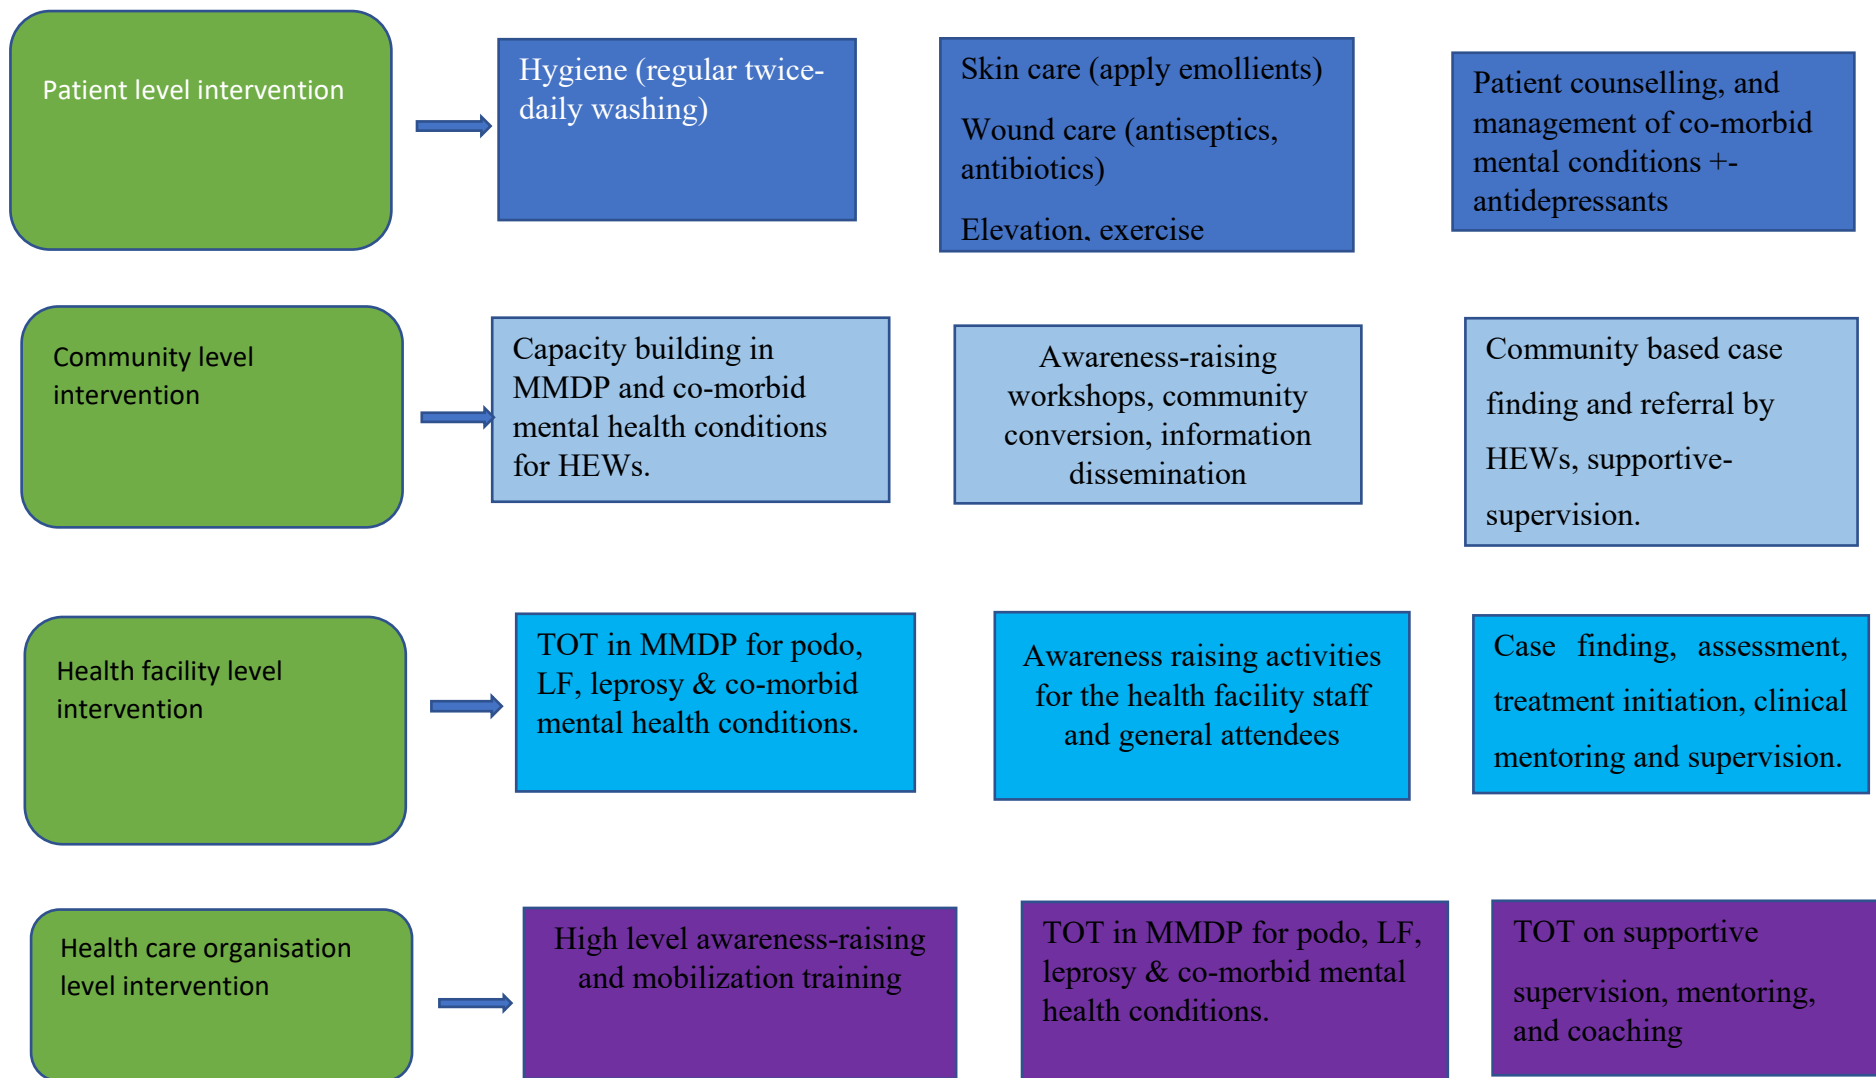 Patient level intervention
Hygiene (regular twice-
daily washing)
Skin care (apply emollients)
Wound care (antiseptics,
antibiotics)
Elevation, exercise
Patient counselling, and
management of co-morbid
mental conditions +-
antidepressants
Community level
intervention
Capacity building in
MMDP and co-morbid
mental health conditions
for HEWs.
Awareness-raising
workshops, community
conversion, information
dissemination
Community based case
finding and referral by
HEWs, supportive-
supervision.
Health facility level
intervention
TOT in MMDP for podo,
LF, leprosy & co-morbid
mental health conditions.
Awareness raising activities
for the health facility staff
and general attendees
Case finding, assessment,
treatment initiation, clinical
mentoring and supervision.
Health care organisation
level intervention
High level awareness-raising
and mobilization training
TOT in MMDP for podo, LF,
leprosy & co-morbid mental
health conditions.
TOT on supportive
supervision, mentoring,
and coaching